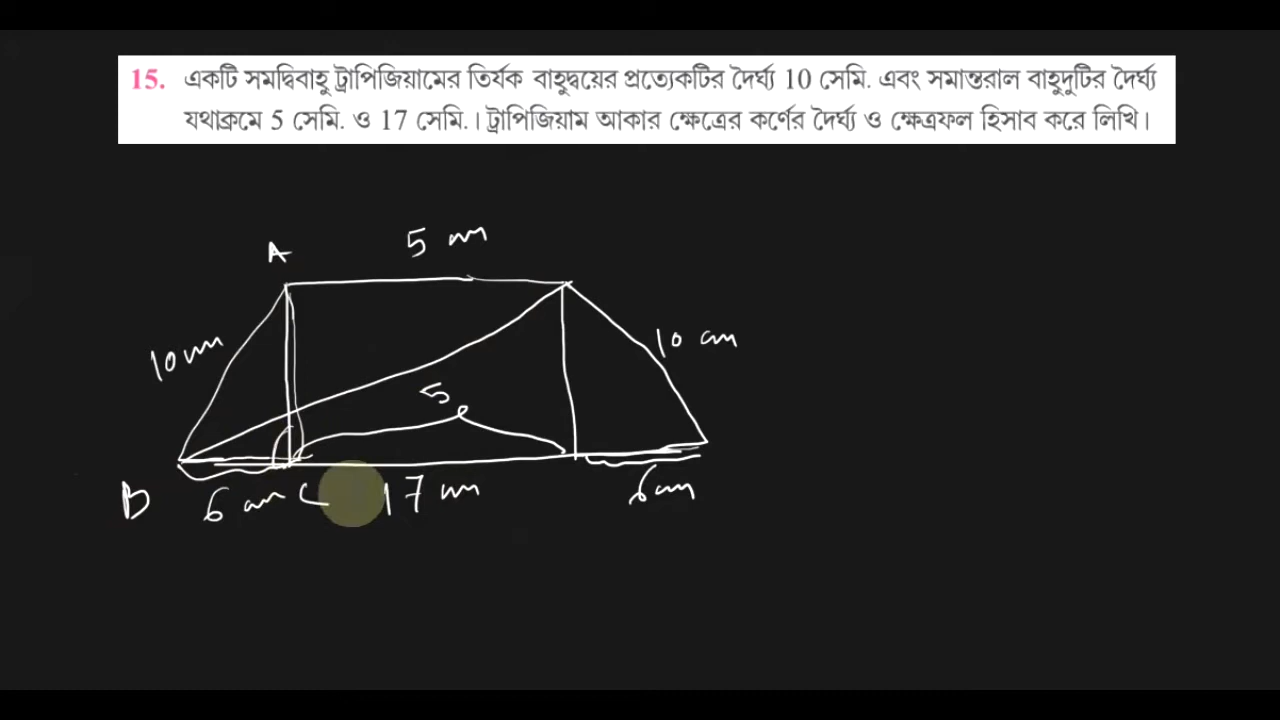 15. একটি সমদ্বিবাহু ট্রাপিজিয়ামের তির্যক বাহুদ্বয়ের প্রত্যেকটির দৈর্ঘ্য 10 সেমি. এবং সমান্তরাল বাহুদুটির দৈর্ঘ্য
যথাক্রমে 5 সেমি. ও 17 সেমি.। ট্রাপিজিয়াম আকার ক্ষেত্রের কর্ণের দৈর্ঘ্য ও ক্ষেত্রফল হিসাব করে লিখি।
A 5 cm
10 cm 10 cm
5
B 6 cm C 17 cm 6 cm